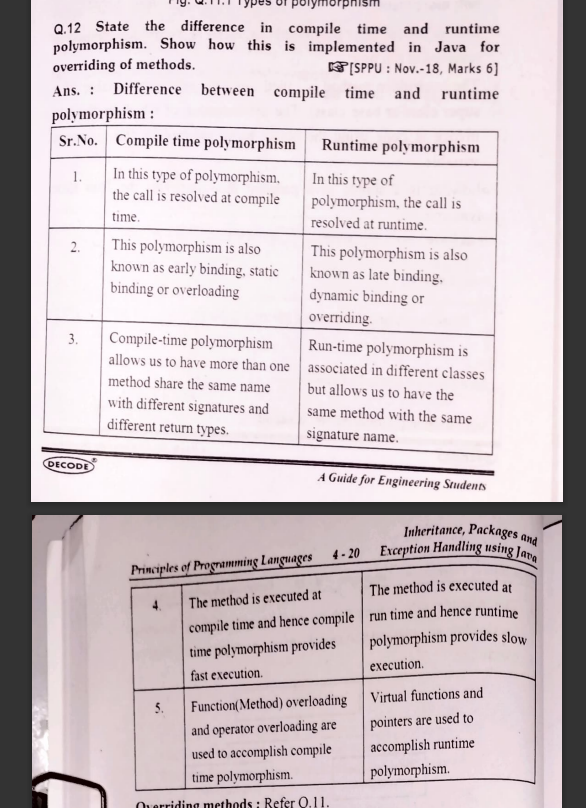 Fig. Q.11.1 Types of polymorphism
Q.12 State the difference in compile time and runtime
polymorphism. Show how this is implemented in Java for
overriding of methods. [SPPU : Nov.-18, Marks 6]
Ans. : Difference between compile time and runtime
polymorphism :
Sr.No. Compile time polymorphism Runtime polymorphism
1. In this type of polymorphism,
the call is resolved at compile
time.
In this type of
polymorphism, the call is
resolved at runtime.
2. This polymorphism is also
known as early binding, static
binding or overloading
This polymorphism is also
known as late binding,
dynamic binding or
overriding.
3. Compile-time polymorphism
allows us to have more than one
method share the same name
with different signatures and
different return types.
Run-time polymorphism is
associated in different classes
but allows us to have the
same method with the same
signature name.
DECODE®
A Guide for Engineering Students
Principles of Programming Languages 4 - 20 Inheritance, Packages and
Exception Handling using Java
4. The method is executed at
compile time and hence compile
time polymorphism provides
fast execution.
The method is executed at
run time and hence runtime
polymorphism provides slow
execution.
5. Function(Method) overloading
and operator overloading are
used to accomplish compile
time polymorphism.
Virtual functions and
pointers are used to
accomplish runtime
polymorphism.
Overriding methods : Refer Q.11.